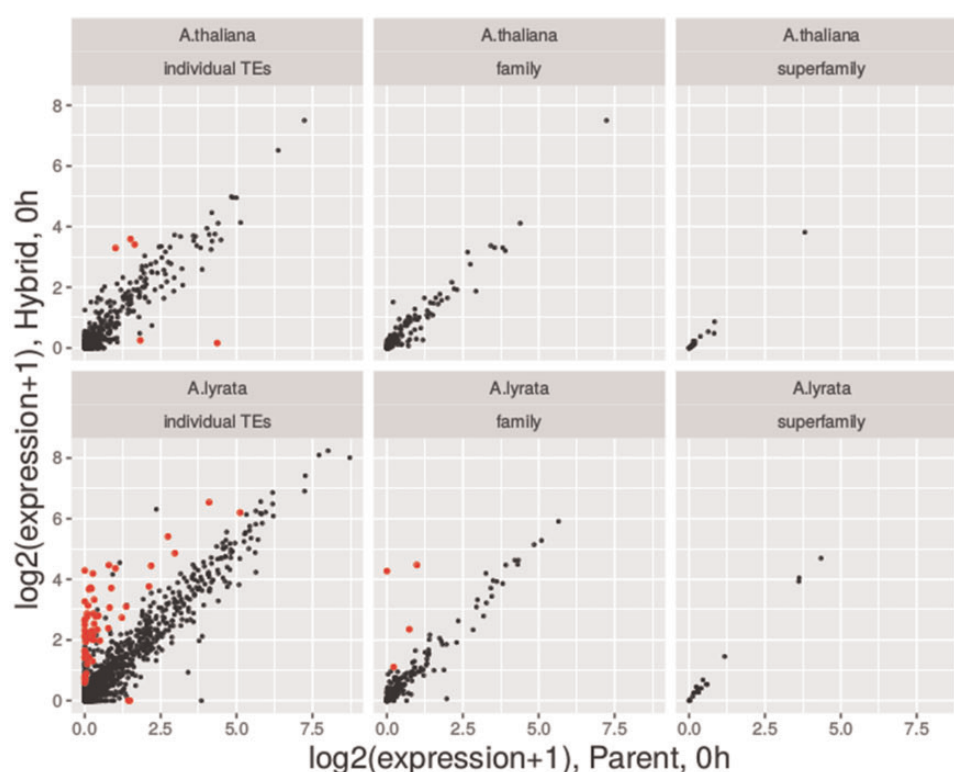 A.thaliana
individual TEs
A.thaliana
family
A.thaliana
superfamily
8
6
4
2
0
A.lyrata
individual TEs
A.lyrata
family
A.lyrata
superfamily
8
6
4
2
0
0.0 2.5 5.0 7.5
0.0 2.5 5.0 7.5
0.0 2.5 5.0 7.5
log2(expression+1), Hybrid, 0h
log2(expression+1), Parent, 0h